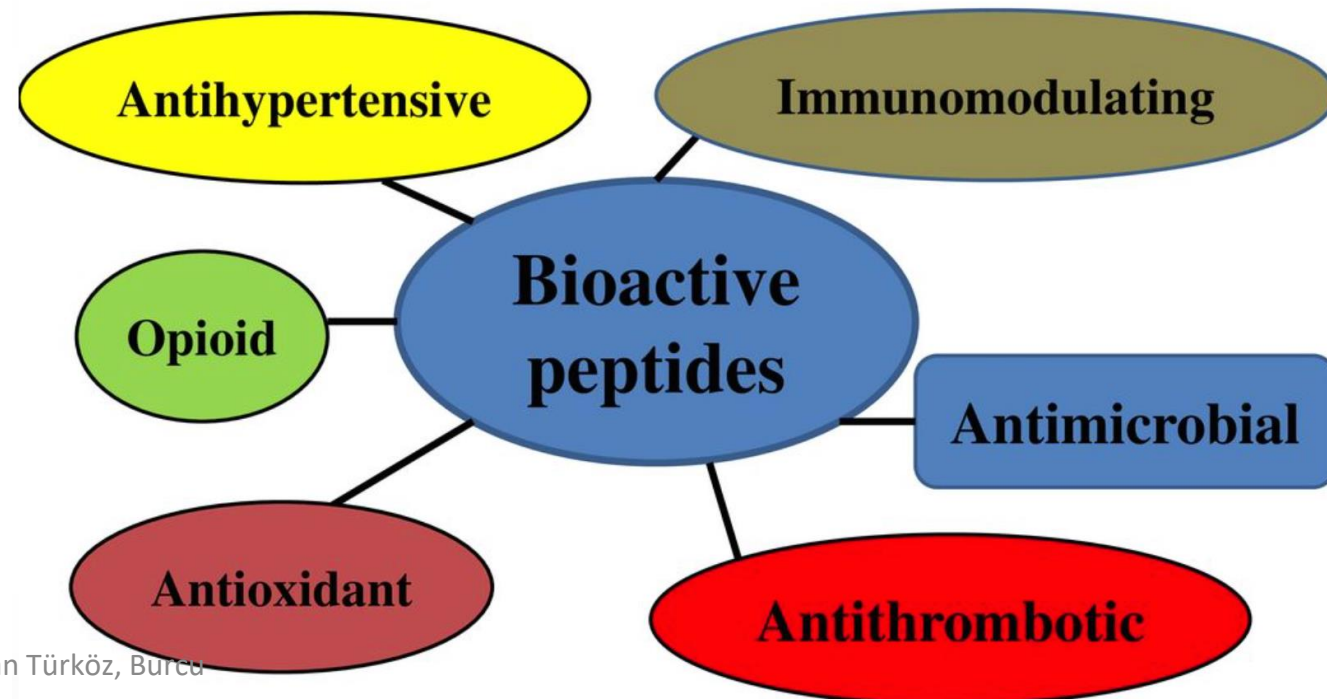 Antihypertensive
Immunomodulating
Bioactive
peptides
Opioid
Antimicrobial
Antioxidant
Antithrombotic
Türköz, Burcu